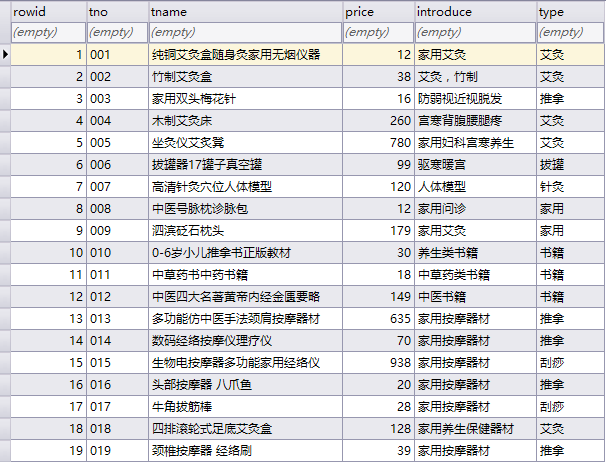 rowid tno tname price introduce type
(empty) (empty) (empty) (empty) (empty) (empty)
1 001 纯铜艾灸盒随身灸家用无烟仪器 12 家用艾灸 艾灸
2 002 竹制艾灸盒 38 艾灸，竹制 艾灸
3 003 家用双头梅花针 16 防弱视近视脱发 推拿
4 004 木制艾灸床 260 宫寒背腹腰腿疼 艾灸
5 005 坐灸仪艾灸凳 780 家用妇科宫寒养生 艾灸
6 006 拔罐器17罐子真空罐 99 驱寒暖宫 拔罐
7 007 高清针灸穴位人体模型 120 人体模型 针灸
8 008 中医号脉枕诊脉包 12 家用问诊 家用
9 009 泗滨砭石枕头 179 家用艾灸 家用
10 010 0-6岁小儿推拿书正版教材 30 养生类书籍 书籍
11 011 中草药书中药书籍 18 中草药类书籍 书籍
12 012 中医四大名著黄帝内经金匮要略 149 中医书籍 书籍
13 013 多功能仿中医手法颈肩按摩器材 635 家用按摩器材 推拿
14 014 数码经络按摩仪理疗仪 70 家用按摩器材 推拿
15 015 生物电按摩器多功能家用经络仪 938 家用按摩器材 刮痧
16 016 头部按摩器 八爪鱼 20 家用按摩器材 推拿
17 017 牛角拔筋棒 28 家用按摩器材 刮痧
18 018 四排滚轮式足底艾灸盒 128 家用养生保健器材 艾灸
19 019 颈椎按摩器 经络刷 39 家用按摩器材 推拿